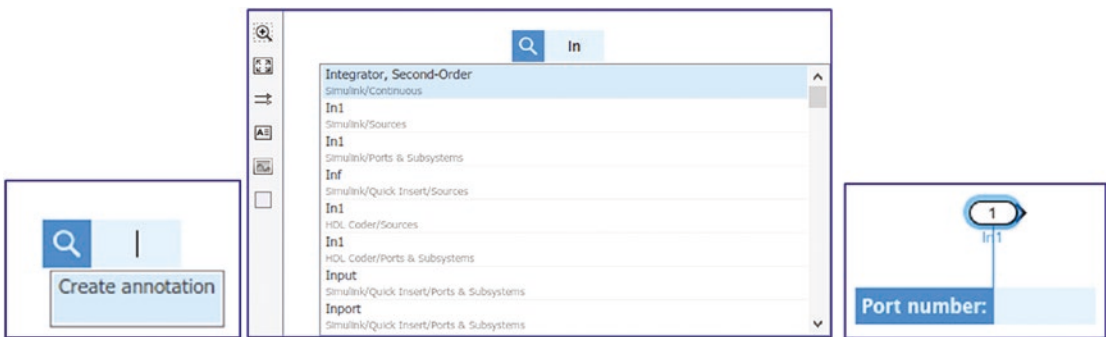 Create annotation
In
Integrator, Second-Order
Simulink/Continuous
In1
Simulink/Sources
In1
Simulink/Ports & Subsystems
Inf
Simulink/Quick Insert/Sources
In1
HDL Coder/Sources
In1
HDL Coder/Ports & Subsystems
Input
Simulink/Quick Insert/Ports & Subsystems
Inport
Simulink/Quick Insert/Ports & Subsystems
A
1
In1
Port number: